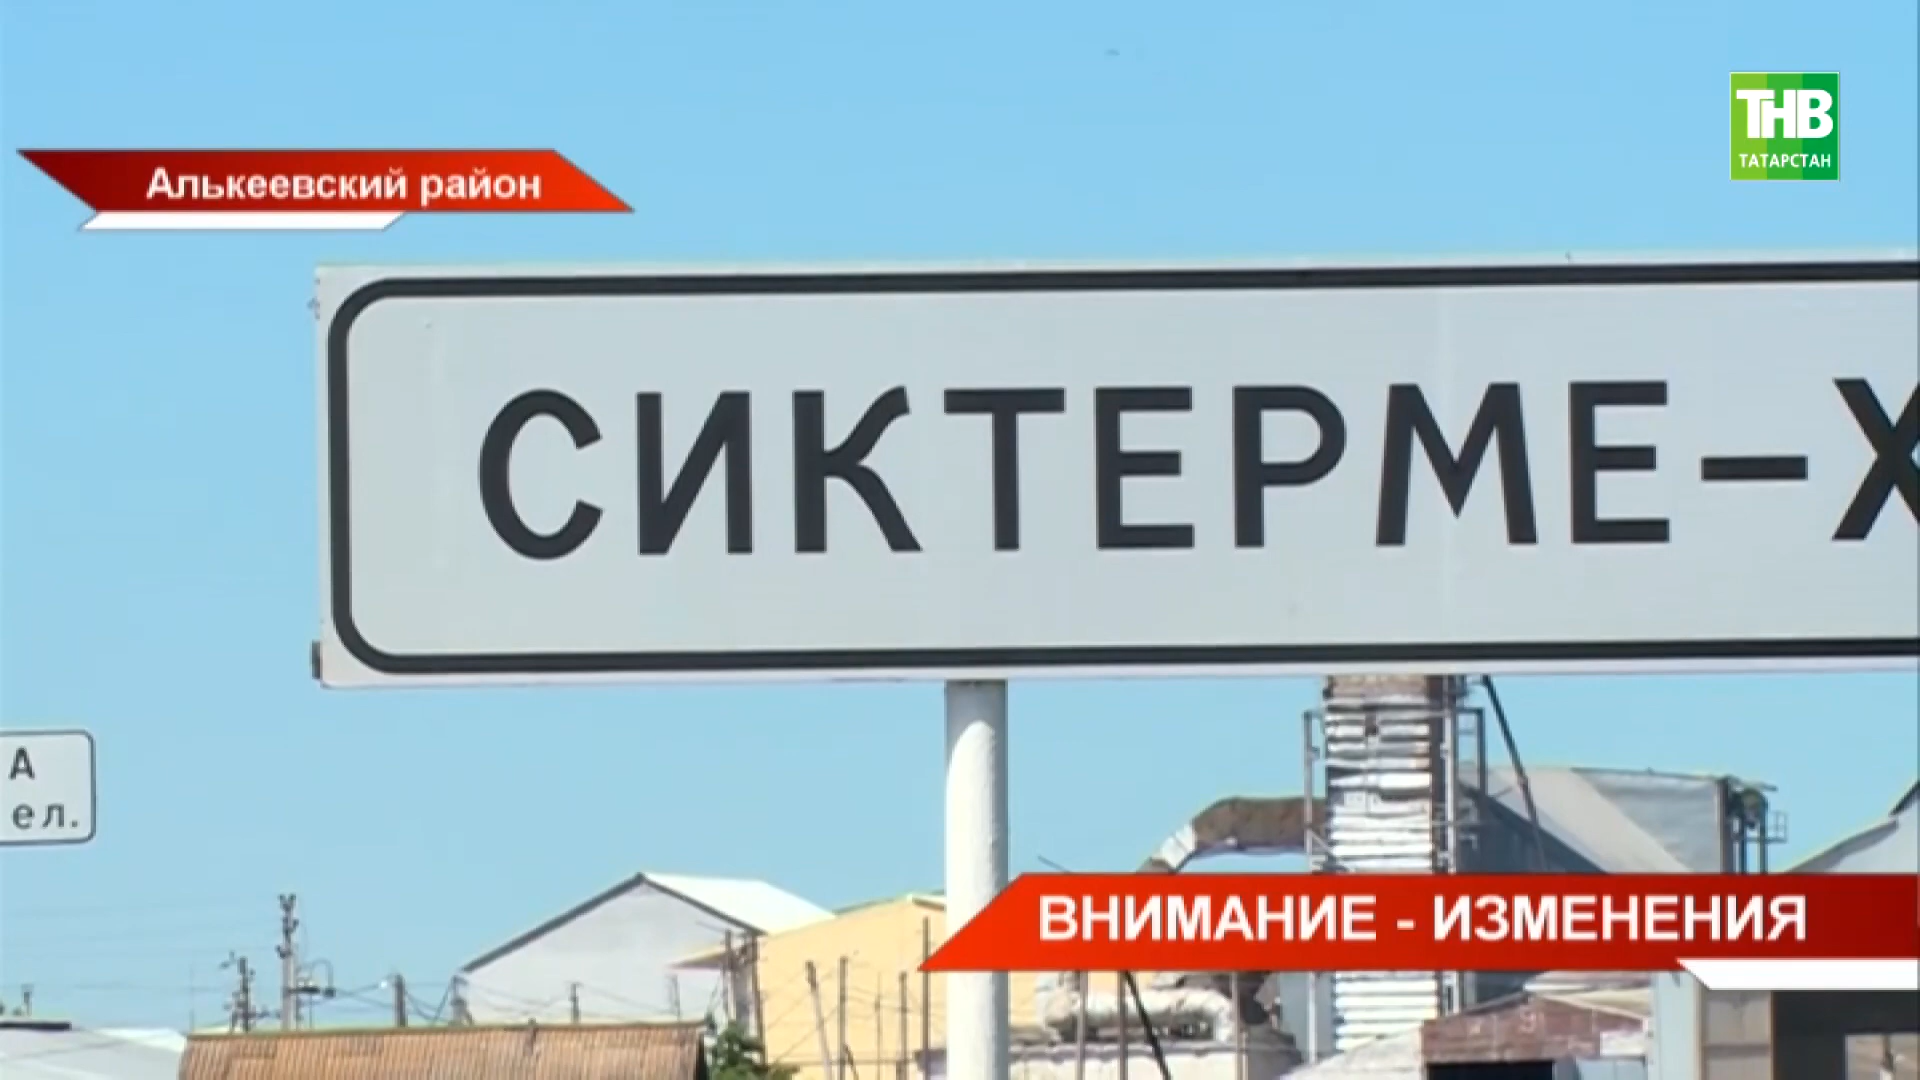 ТНВ
ТАТАРСТАН
Алькеевский район
СИКТЕРМЕ-Х
А
ел.
ВНИМАНИЕ - ИЗМЕНЕНИЯ